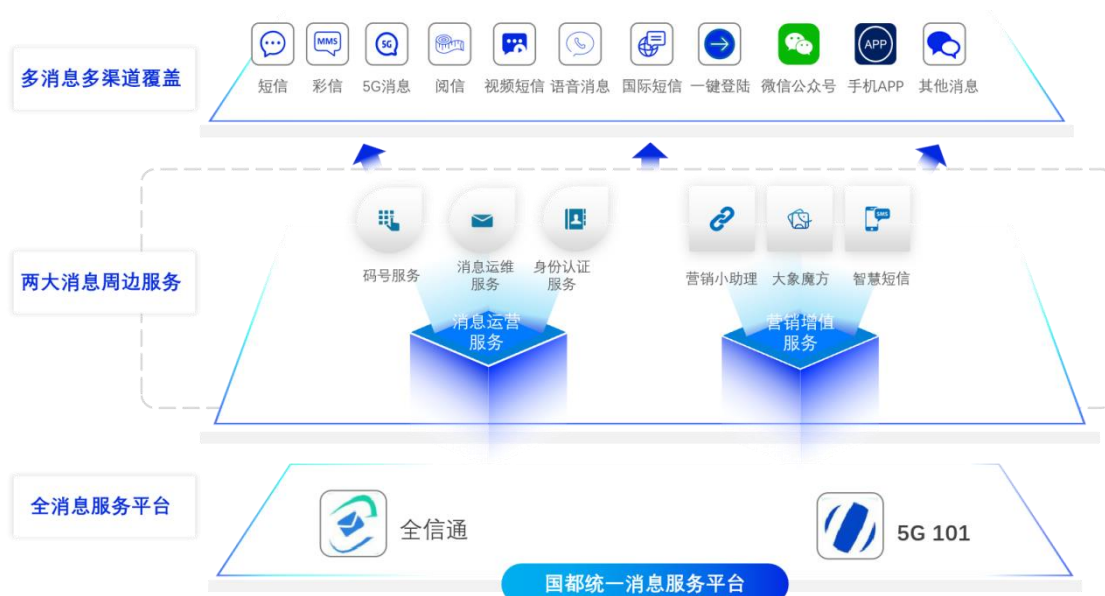 多消息多渠道覆盖
MMS
5G
APP
短信 彩信 5G消息 阅信 视频短信 语音消息 国际短信 一键登陆 微信公众号 手机APP 其他消息
两大消息周边服务
SMS
码号服务
消息运维
服务
身份认证
服务
营销小助理 大象魔方 智慧短信
消息运营
服务
营销增值
服务
全消息服务平台
全信通
5G 101
国都统一消息服务平台